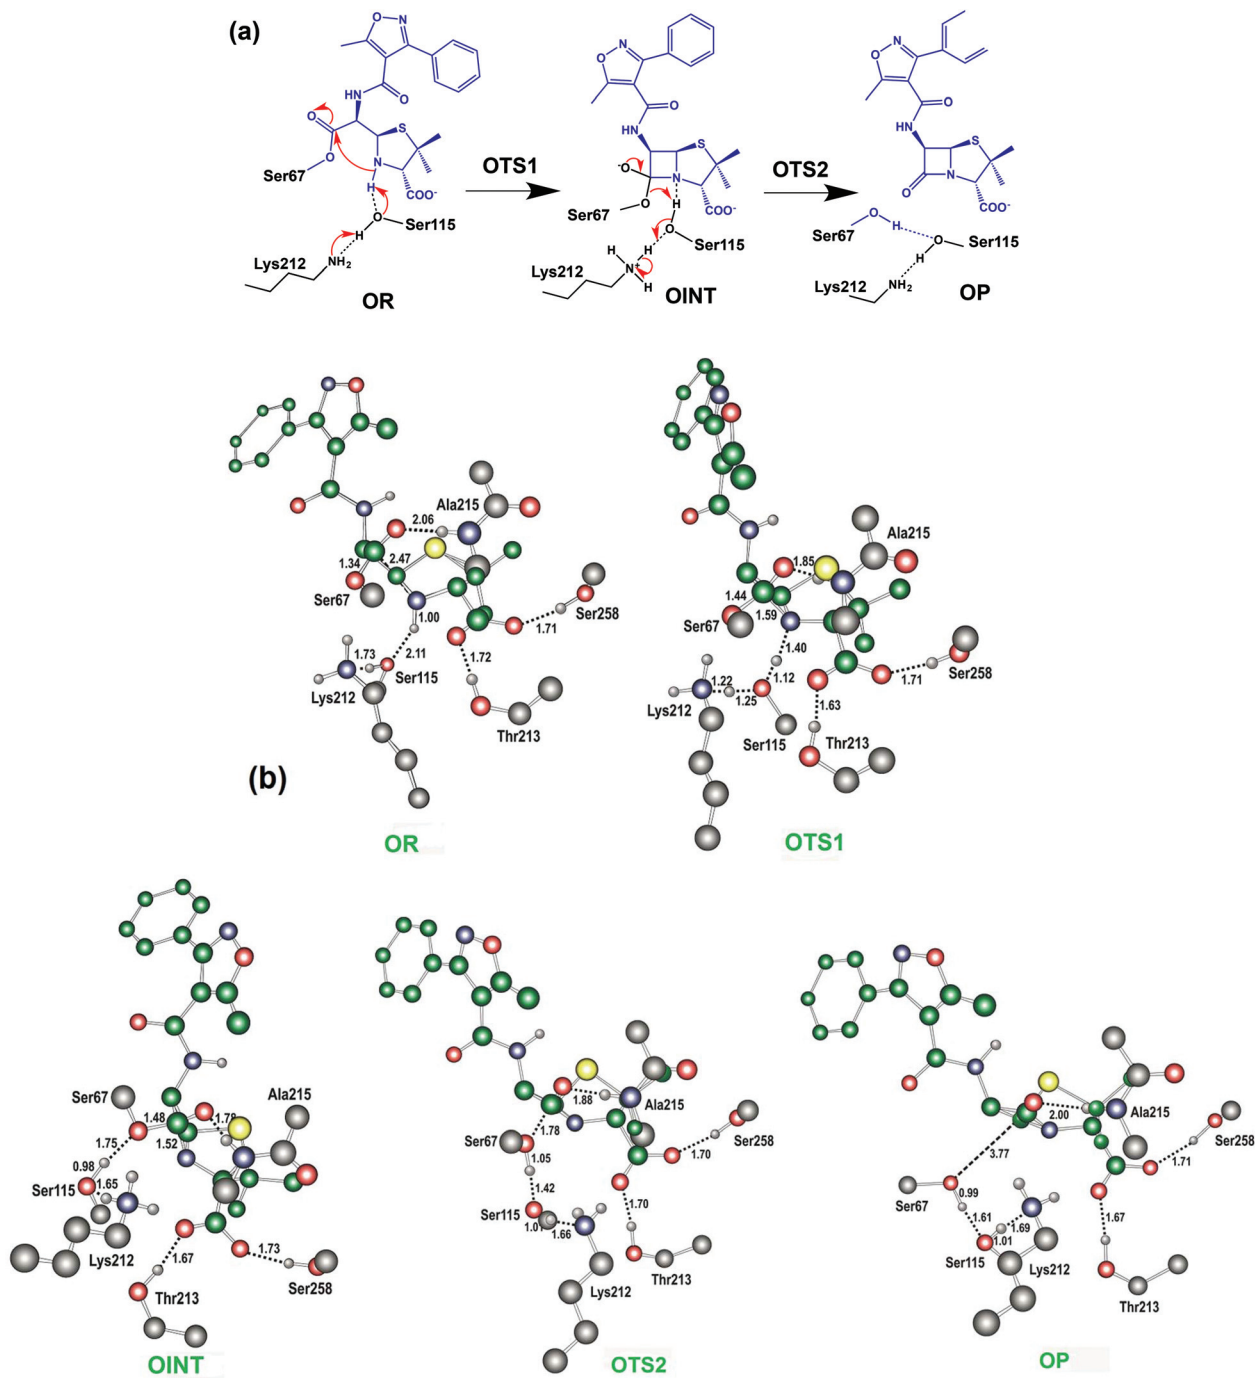 (a)
O N
N
O
O N
N
O
HN O
HN O
HN O
O S
N
H
O
Ser67
COO-
O
H
Ser115
Lys212
NH2
OR
OTS1
-O
S
N
O
H
Ser67
COO-
O
Ser115
H H
Lys212
N+
H
OINT
OTS2
O N
S
N
O
COO-
O
H
Ser67
O
Ser115
H
Lys212
NH2
OP
(b)
Ala215
2.06
1.34
2.47
Ser67
1.00
1.71
Ser258
1.73
2.11
1.72
Ser115
Lys212
Thr213
OR
Ala215
1.85
1.44
1.59
Ser67
1.40
1.71
Ser258
1.22
1.12
1.25
1.63
Lys212
Ser115
Thr213
OTS1
Ser67
Ala215
1.48
1.78
1.75
1.52
0.98
1.65
Ser115
Lys212
1.67
1.73
Thr213
Ser258
OINT
1.88
Ala215
1.78
Ser67
1.05
1.70
Ser258
1.42
1.70
Ser115
1.01
1.66
Lys212
Thr213
OTS2
2.00
Ala215
3.77
1.71
Ser258
Ser67
0.99
1.61
1.69
1.67
1.01
Ser115
Lys212
Thr213
OP